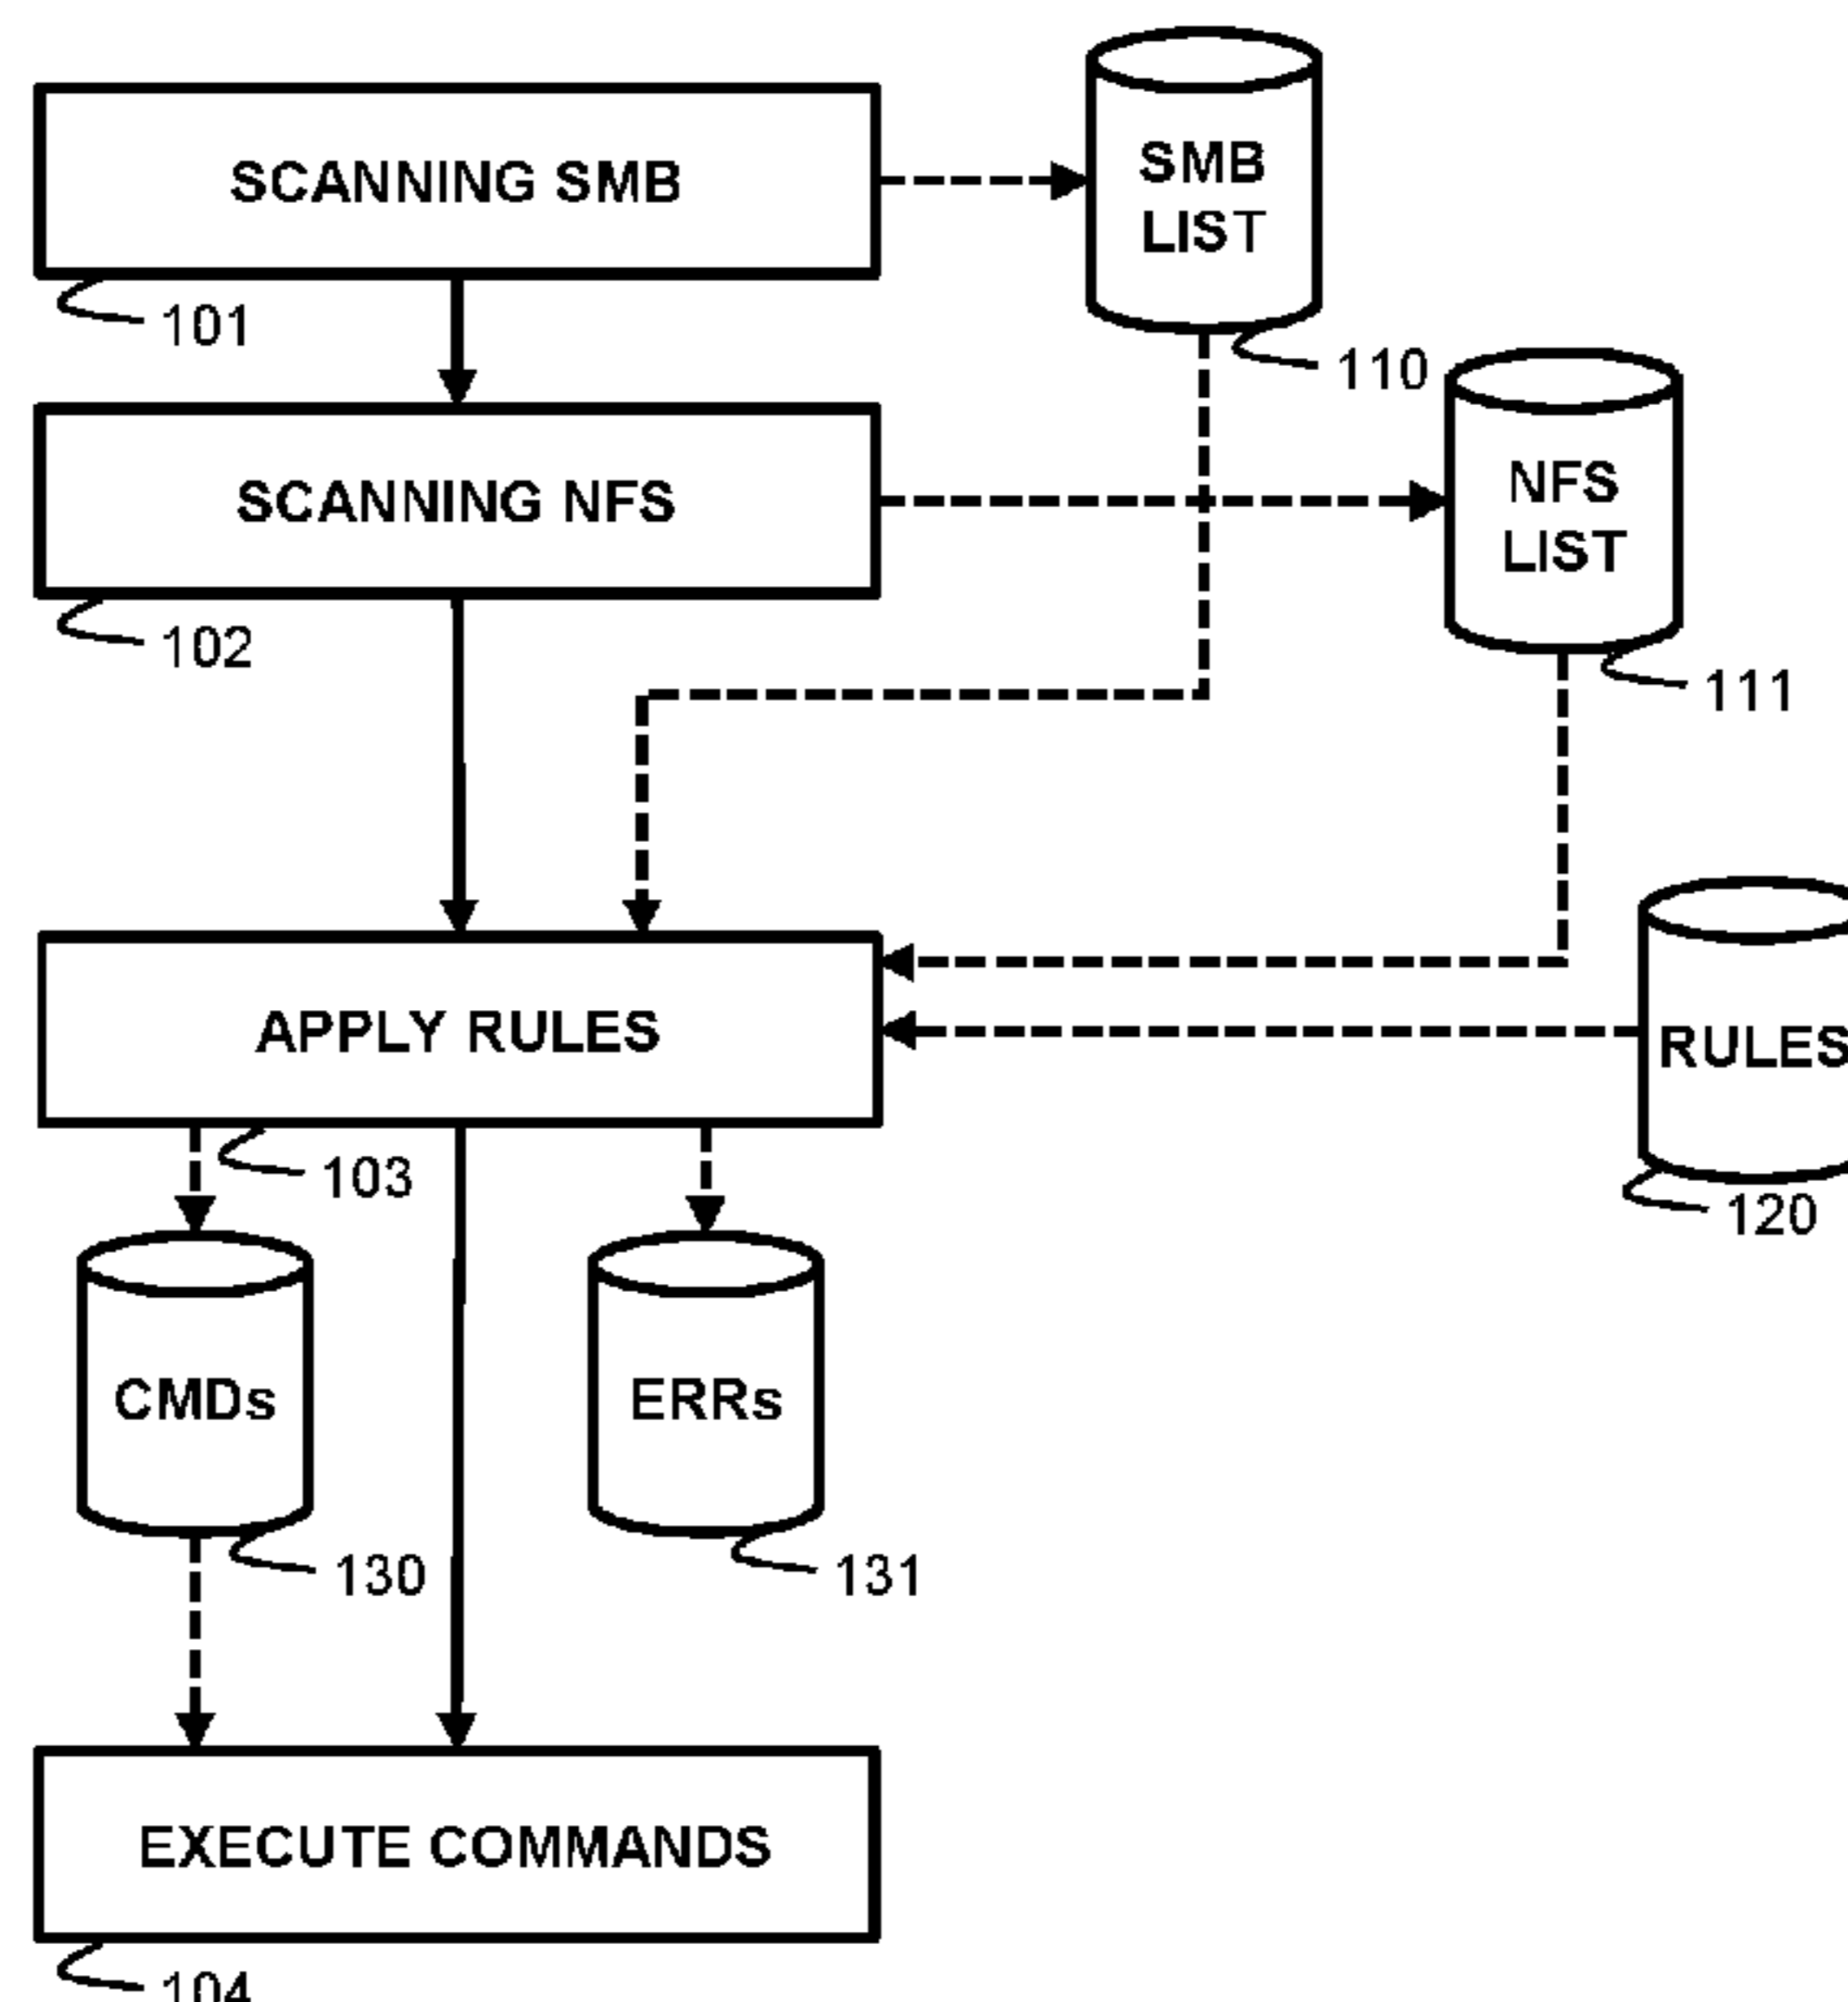 SCANNING SMB
SMB
LIST
101
110
SCANNING NFS
NFS
LIST
102
111
APPLY RULES
RULES
103
120
CMDs
ERRs
130
131
EXECUTE COMMANDS
104